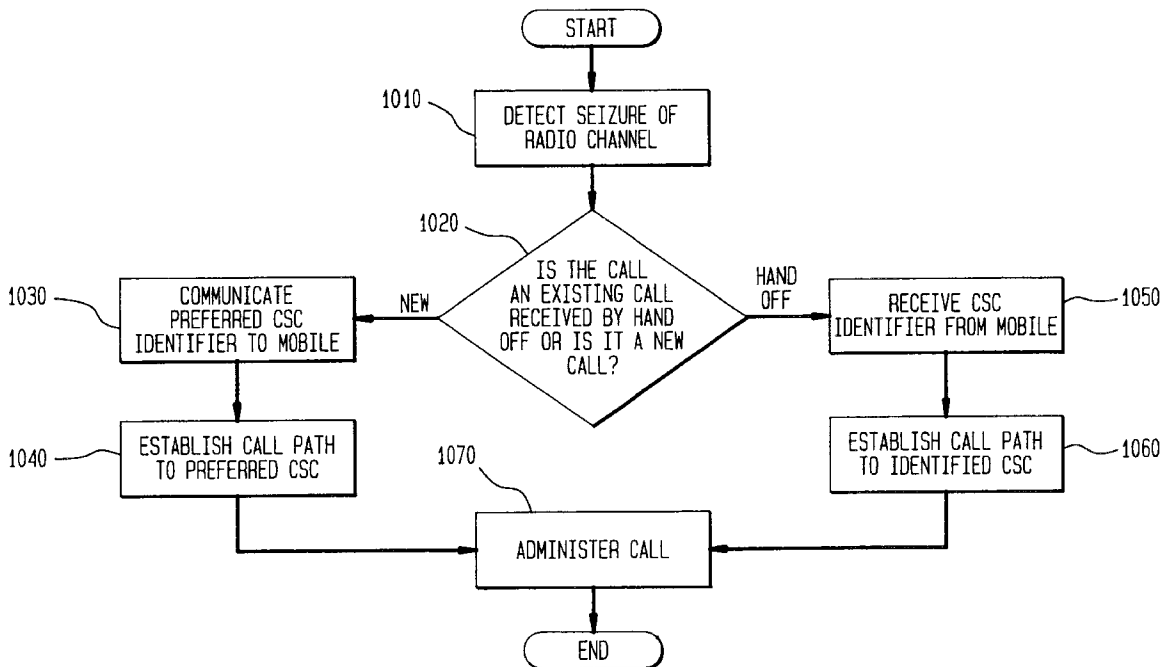 START
1010
DETECT SEIZURE OF
RADIO CHANNEL
1020
IS THE CALL
AN EXISTING CALL
RECEIVED BY HAND
OFF OR IS IT A NEW
CALL?
NEW
HAND
OFF
1030
COMMUNICATE
PREFERRED CSC
IDENTIFIER TO MOBILE
RECEIVE CSC
IDENTIFIER FROM MOBILE
1050
1040
ESTABLISH CALL PATH
TO PREFERRED CSC
ESTABLISH CALL PATH
TO IDENTIFIED CSC
1060
1070
ADMINISTER CALL
END